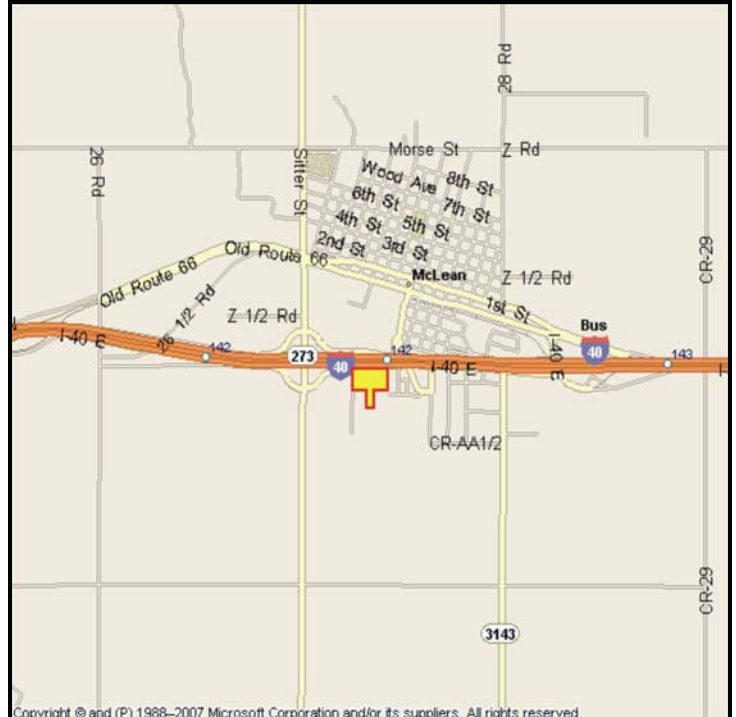 28 Rd
Morse St
Z Rd
26 Rd
Sitter St
Wood Ave
8th St
6th St
7th St
4th St
5th St
2nd St
3rd St
Old Route 66
Old Route 66
CR-29
McLean
Z 1/2 Rd
26 1/2 Rd
Z 1/2 Rd
1st St
Bus
40
I-40 E
142
273
40
142
I-40 E
I-40 E
143
I
CR-AA1/2
CR-29
3143
Copyright © and (P) 1988–2007 Microsoft Corporation and/or its suppliers. All rights reserved